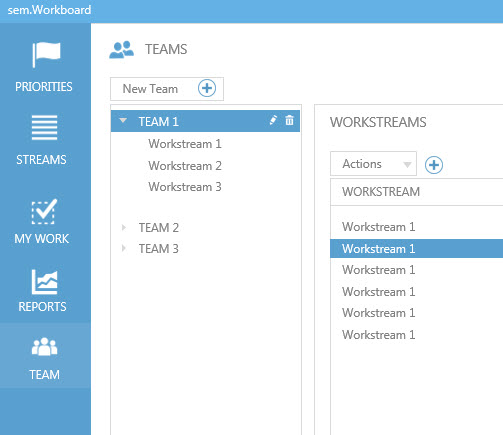 sem.Workboard
PRIORITIES
STREAMS
MY WORK
REPORTS
TEAM
TEAMS
New Team
TEAM 1
Workstream 1
Workstream 2
Workstream 3
TEAM 2
TEAM 3
WORKSTREAMS
Actions
WORKSTREAM
Workstream 1
Workstream 1
Workstream 1
Workstream 1
Workstream 1
Workstream 1